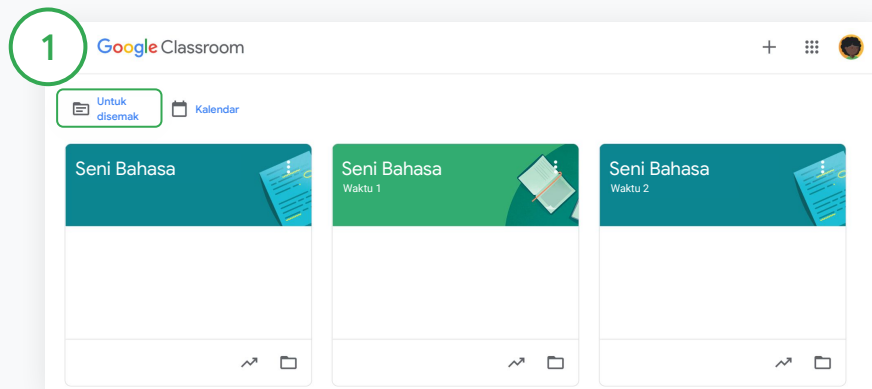 1
Google Classroom
Untuk
disemak
Kalendar
Seni Bahasa
Seni Bahasa
Waktu 1
Seni Bahasa
Waktu 2